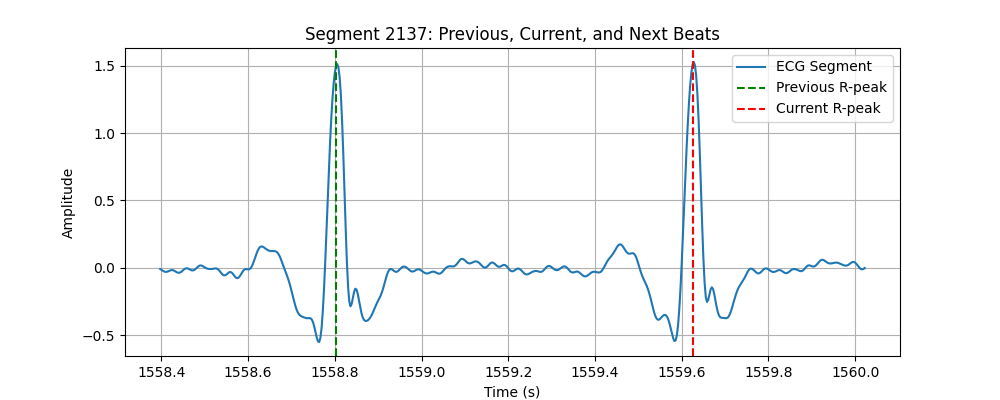 Segment 2137: Previous, Current, and Next Beats
ECG Segment
Previous R-peak
Current R-peak
1.5
1.0
0.5
0.0
−0.5
Amplitude
1558.4 1558.6 1558.8 1559.0 1559.2 1559.4 1559.6 1559.8 1560.0
Time (s)